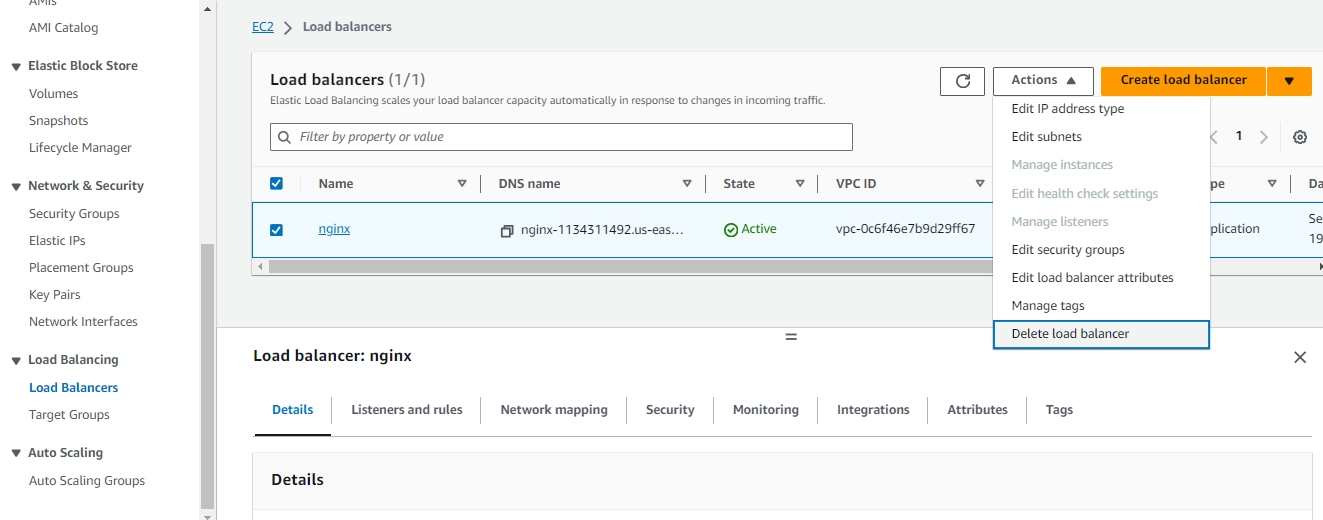 AMIs
AMI Catalog
Elastic Block Store
Volumes
Snapshots
Lifecycle Manager
Network & Security
Security Groups
Elastic IPs
Placement Groups
Key Pairs
Network Interfaces
Load Balancing
Load Balancers
Target Groups
Auto Scaling
Auto Scaling Groups
EC2 Load balancers
Load balancers (1/1)
Elastic Load Balancing scales your load balancer capacity automatically in response to changes in incoming traffic.
Actions
Create load balancer
Filter by property or value
1
Edit IP address type
Edit subnets
Manage instances
Edit health check settings
Manage listeners
Edit security groups
Edit load balancer attributes
Manage tags
Delete load balancer
Name DNS name State VPC ID pe Da
nginx nginx-1134311492.us-eas... Active vpc-0c6f46e7b9d29ff67 plication Se
19
Load balancer: nginx
Details Listeners and rules Network mapping Security Monitoring Integrations Attributes Tags
Details